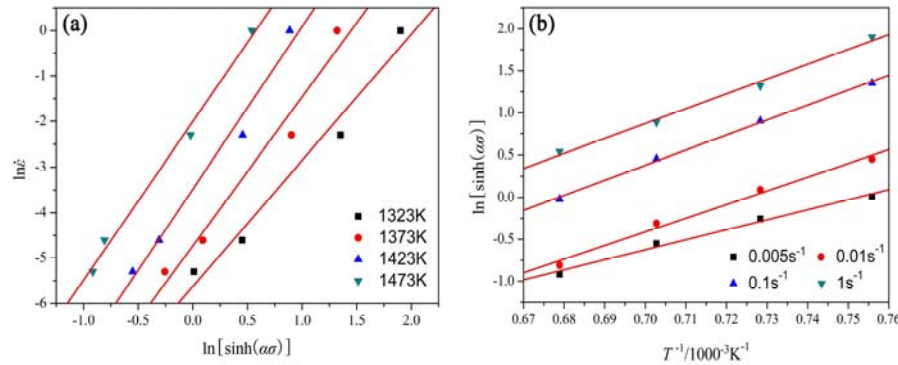 (a)
0
-1
-2
-3
-4
-5
-6
lnε̇
-1.0 -0.5 0.0 0.5 1.0 1.5 2.0
ln[sinh(ασ)]
1323K
1373K
1423K
1473K
(b)
2.0
1.5
1.0
0.5
0.0
-0.5
-1.0
ln[sinh(ασ)]
0.005s⁻¹ 0.01s⁻¹
0.1s⁻¹ 1s⁻¹
0.67 0.68 0.69 0.70 0.71 0.72 0.73 0.74 0.75 0.76
T⁻¹/1000⁻³K⁻¹